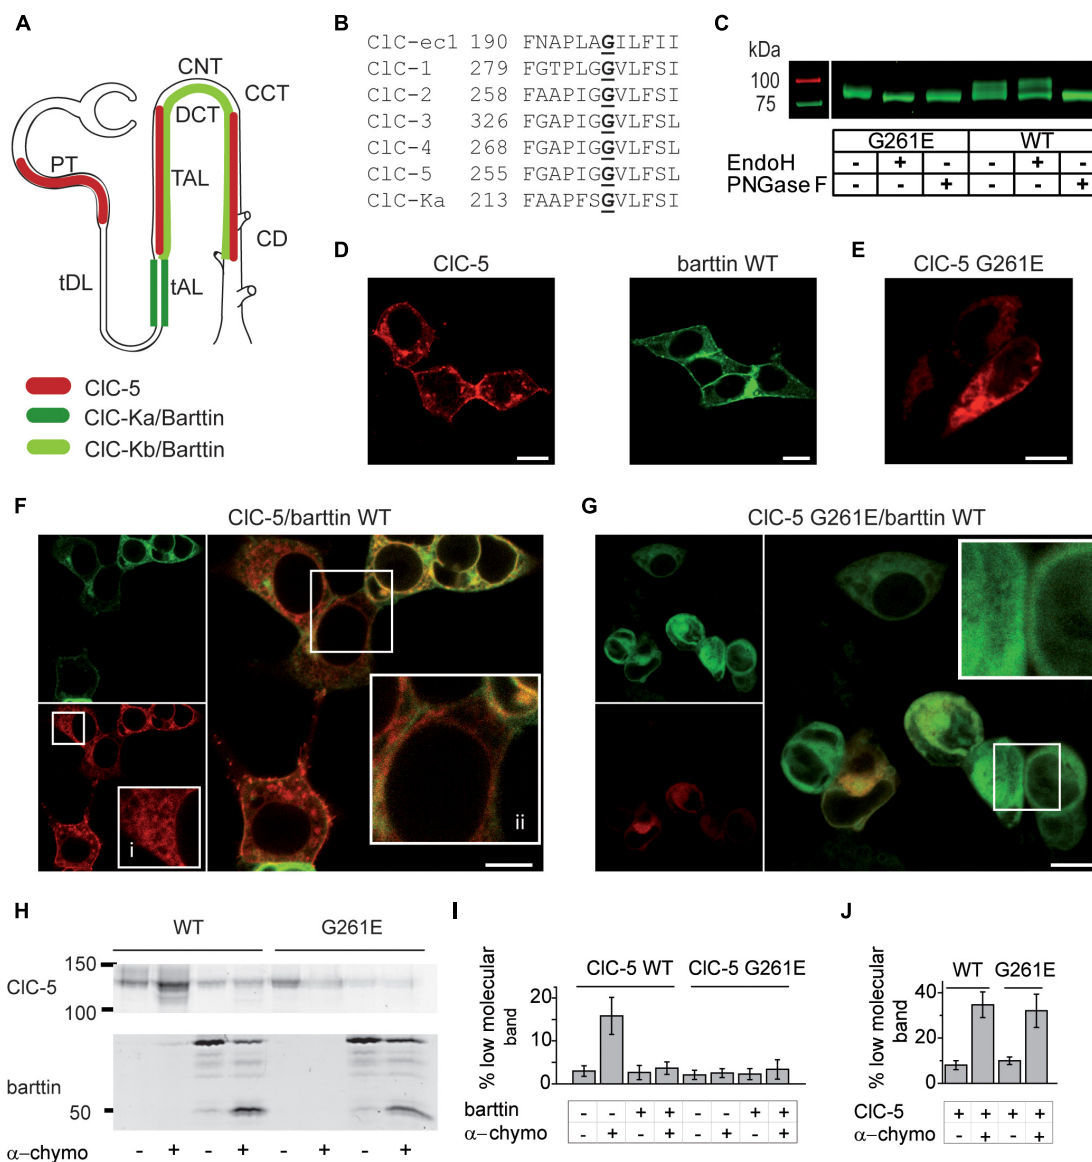 A
CNT
CCT
DCT
PT
TAL
CD
tDL
tAL
ClC-5
ClC-Ka/Barttin
ClC-Kb/Barttin
B
ClC-ec1 190 FNAPLAGILFII
ClC-1 279 FGTPLGGVLFSI
ClC-2 258 FAAPIGGVLFSI
ClC-3 326 FGAPIGGVLFSL
ClC-4 268 FGAPIGGVLFSL
ClC-5 255 FGAPIGGVLFSL
ClC-Ka 213 FAAPFSGVLFSI
C
kDa
100
75
G261E WT
EndoH - + - - + -
PNGase F - - + - - +
D
ClC-5
barttin WT
E
ClC-5 G261E
F
ClC-5/barttin WT
i
ii
G
ClC-5 G261E/barttin WT
H
WT G261E
150
ClC-5
100
barttin
50
α-chymo - + - + - + - +
I
ClC-5 WT ClC-5 G261E
% low molecular
band
20
10
0
barttin - - + + - - + +
α-chymo - + - + - + - +
J
WT G261E
% low molecular
band
40
20
0
ClC-5 + + + +
α-chymo - + - +